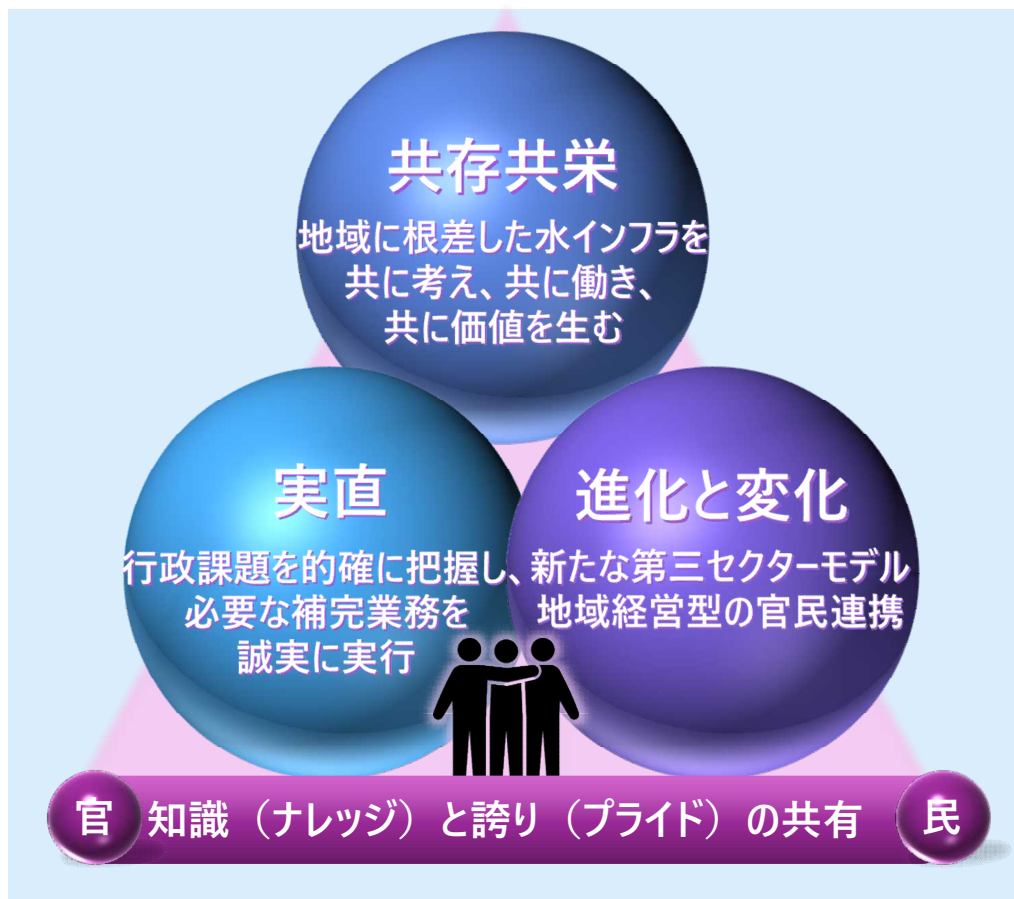 共存共栄
地域に根差した水インフラを
共に考え、共に働き、
共に価値を生む
実直
行政課題を的確に把握し、
必要な補完業務を
誠実に実行
進化と変化
新たな第三セクターモデル
地域経営型の官民連携
官
知識（ナレッジ）と誇り（プライド）の共有
民